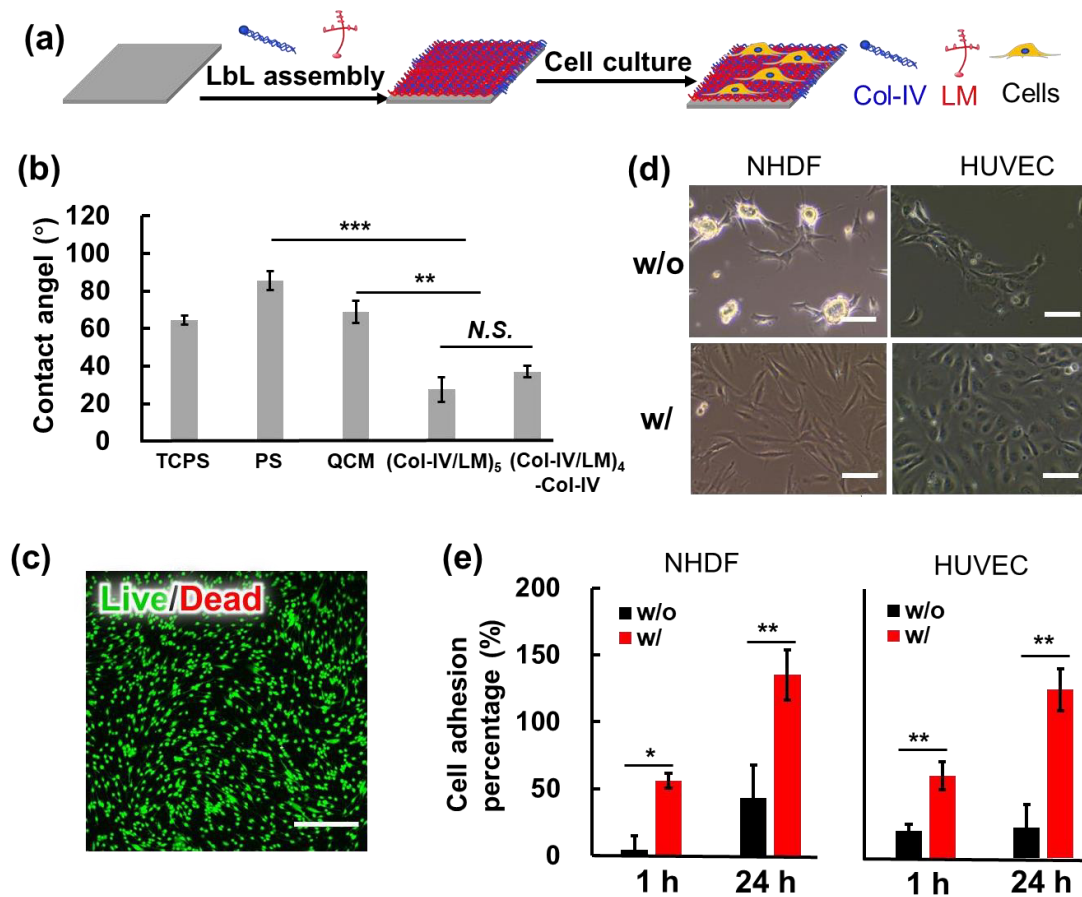 (a)
LbL assembly
Cell culture
Col-IV
LM
Cells
(b)
Contact angel (°)
120
100
80
60
40
20
0
***
**
N.S.
TCPS
PS
QCM
(Col-IV/LM)₅
(Col-IV/LM)₄
-Col-IV
(c)
Live/Dead
(d)
NHDF
HUVEC
w/o
w/
(e)
NHDF
HUVEC
Cell adhesion
percentage (%)
200
150
100
50
0
w/o
w/
*
**
1 h
24 h
w/o
w/
**
**
1 h
24 h